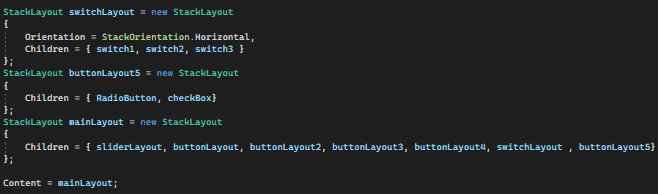 StackLayout switchLayout = new StackLayout
{
    Orientation = StackOrientation.Horizontal,
    Children = { switch1, switch2, switch3 }
};
StackLayout buttonLayout5 = new StackLayout
{
    Children = { RadioButton, checkBox}
};
StackLayout mainLayout = new StackLayout
{
    Children = { sliderLayout, buttonLayout, buttonLayout2, buttonLayout3, buttonLayout4, switchLayout , buttonLayout5}
};
Content = mainLayout;